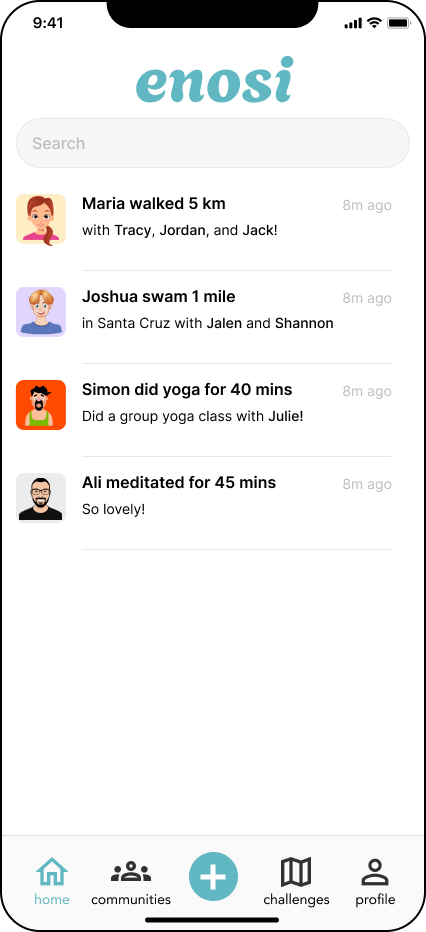 9:41
enosi
Search
Maria walked 5 km
8m ago
with Tracy, Jordan, and Jack!
Joshua swam 1 mile
8m ago
in Santa Cruz with Jalen and Shannon
Simon did yoga for 40 mins
8m ago
Did a group yoga class with Julie!
Ali meditated for 45 mins
8m ago
So lovely!
home
communities
challenges
profile